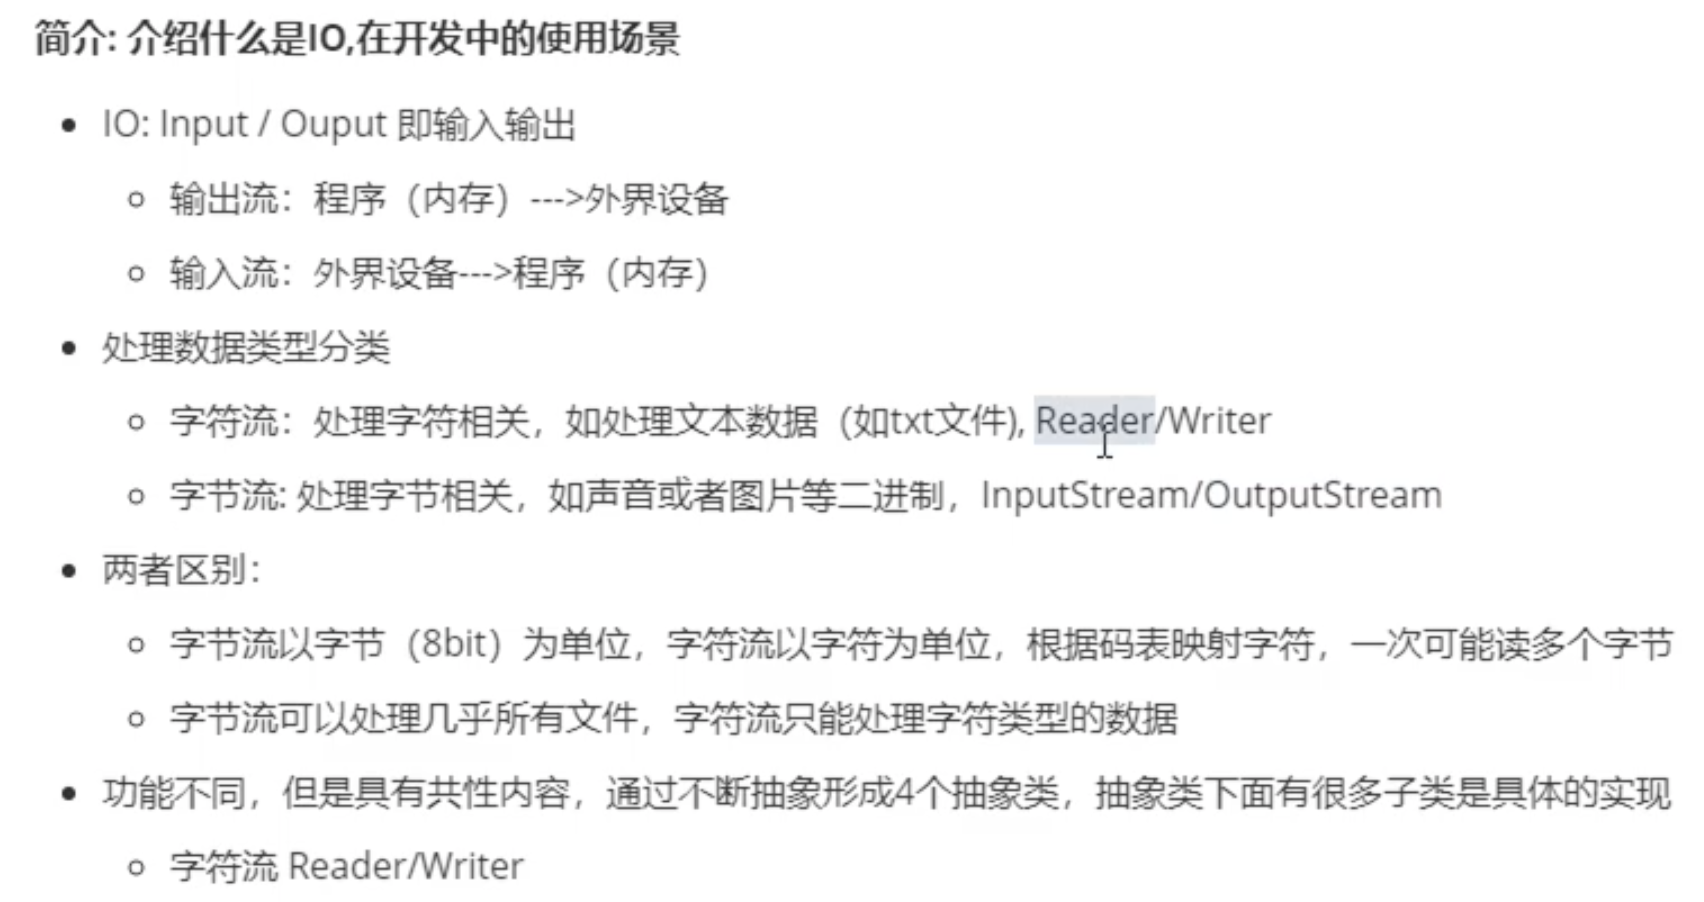 简介: 介绍什么是IO,在开发中的使用场景
IO: Input / Ouput 即输入输出
输出流：程序（内存）--->外界设备
输入流：外界设备--->程序（内存）
处理数据类型分类
字符流：处理字符相关，如处理文本数据（如txt文件), Reader/Writer
字节流: 处理字节相关，如声音或者图片等二进制，InputStream/OutputStream
两者区别：
字节流以字节（8bit）为单位，字符流以字符为单位，根据码表映射字符，一次可能读多个字节
字节流可以处理几乎所有文件，字符流只能处理字符类型的数据
功能不同，但是具有共性内容，通过不断抽象形成4个抽象类，抽象类下面有很多子类是具体的实现
字符流 Reader/Writer